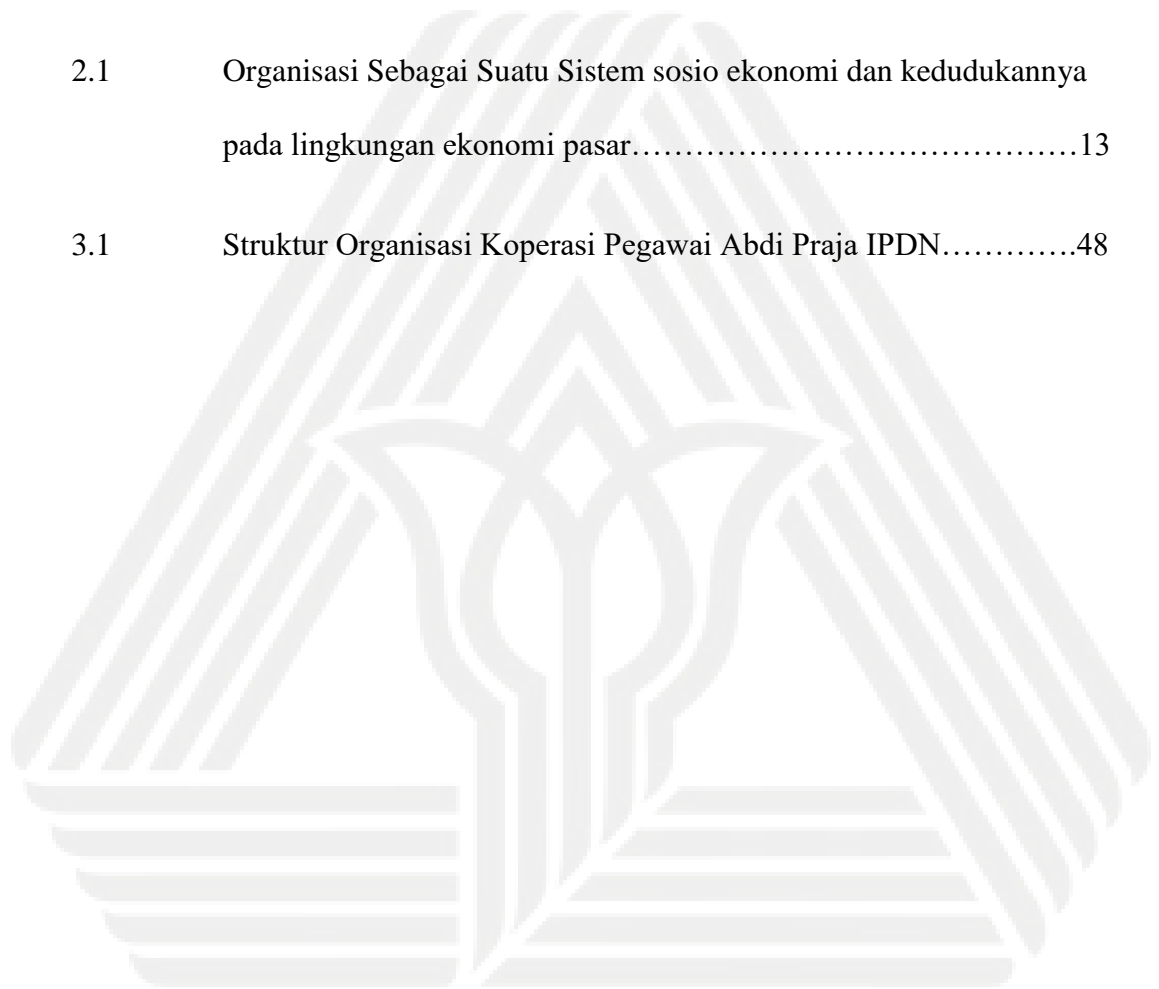 2.1 Organisasi Sebagai Suatu Sistem sosio ekonomi dan kedudukannya
pada lingkungan ekonomi pasar……………………………………13
3.1 Struktur Organisasi Koperasi Pegawai Abdi Praja IPDN………….48